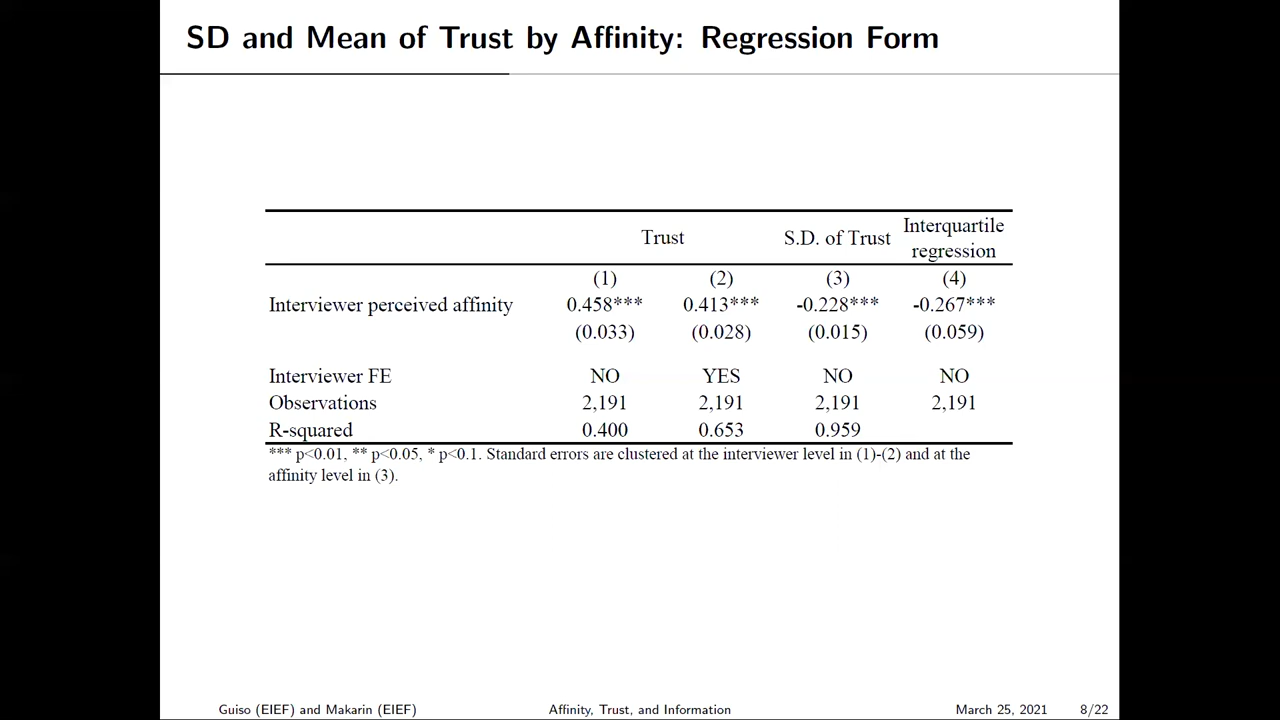 SD and Mean of Trust by Affinity: Regression Form
Trust S.D. of Trust Interquartile regression
(1) (2) (3) (4)
Interviewer perceived affinity 0.458*** 0.413*** -0.228*** -0.267***
(0.033) (0.028) (0.015) (0.059)
Interviewer FE NO YES NO NO
Observations 2,191 2,191 2,191 2,191
R-squared 0.400 0.653 0.959
*** p<0.01, ** p<0.05, * p<0.1. Standard errors are clustered at the interviewer level in (1)-(2) and at the
affinity level in (3).
Guiso (EIEF) and Makarin (EIEF) Affinity, Trust, and Information March 25, 2021 8/22